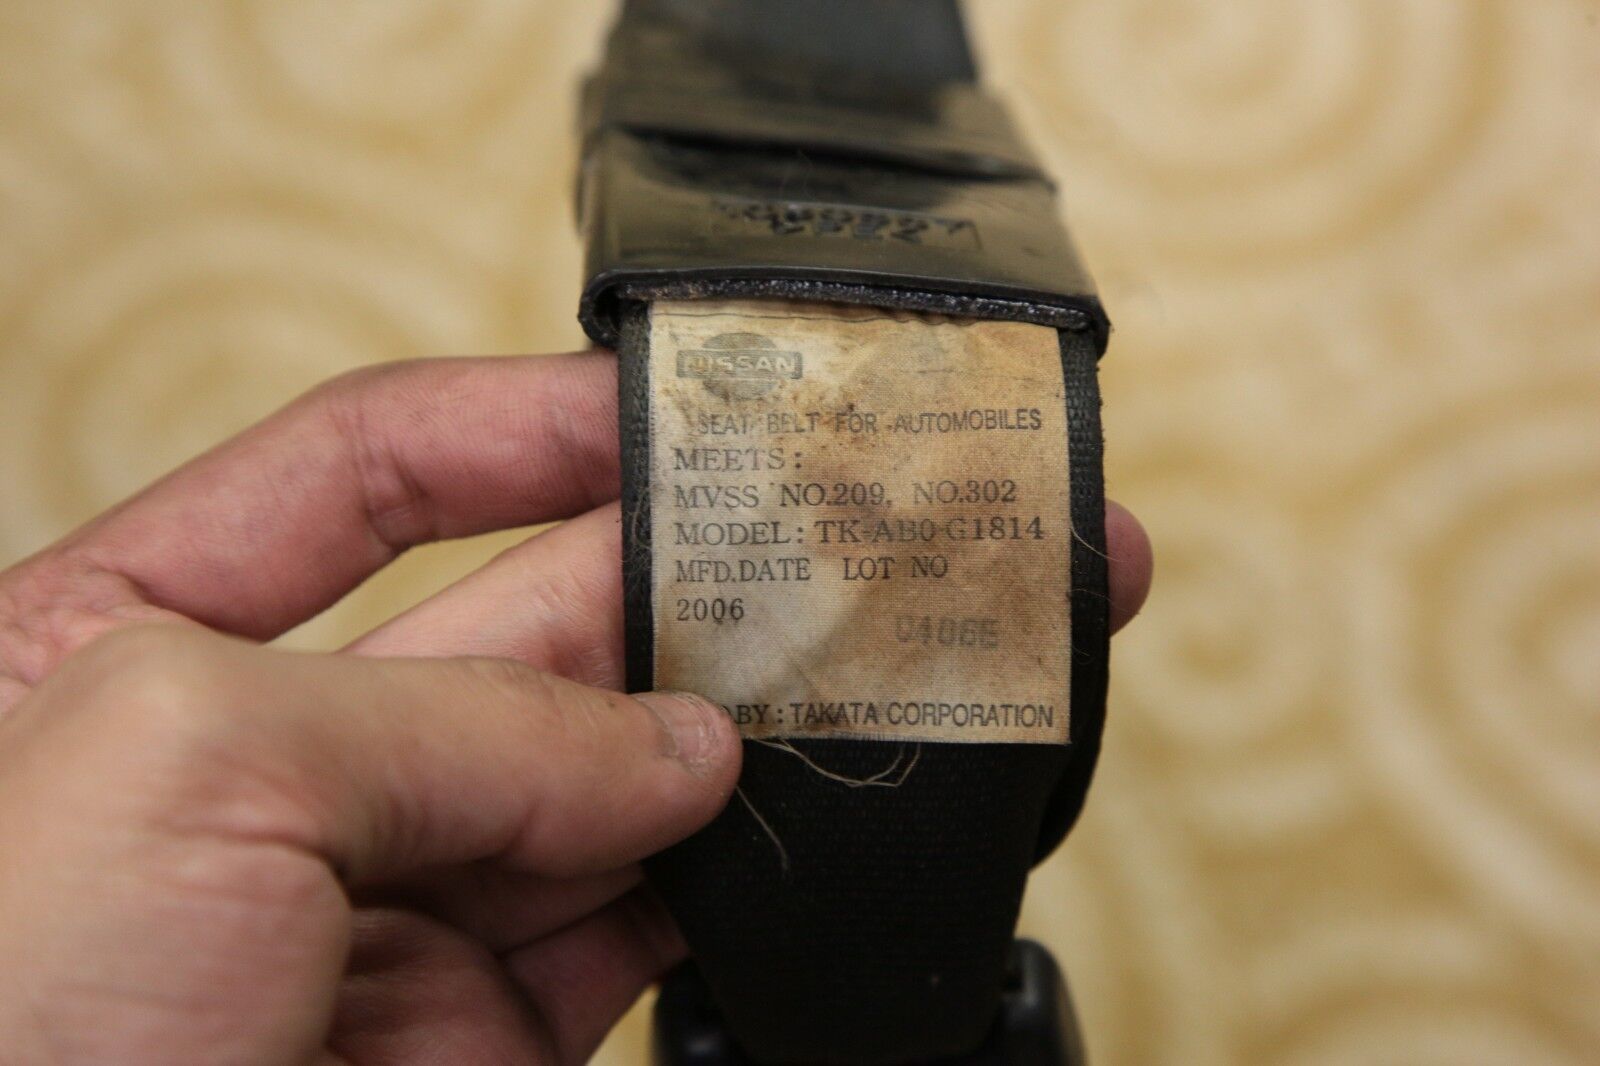 NISSAN
SEAT BELT FOR AUTOMOBILES
MEETS:
MVSS NO.209, NO.302
MODEL: TK-AB0-G1814
MFD.DATE LOT NO
2006
BY: TAKATA CORPORATION